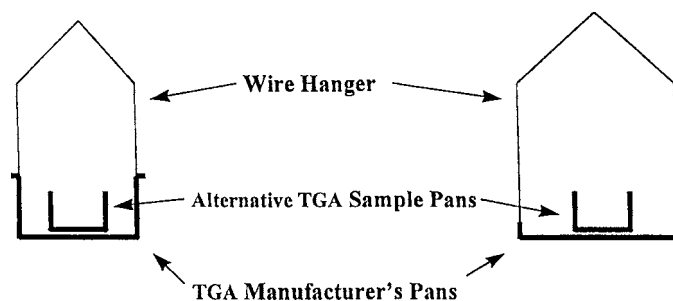 Wire Hanger
Alternative TGA Sample Pans
TGA Manufacturer's Pans